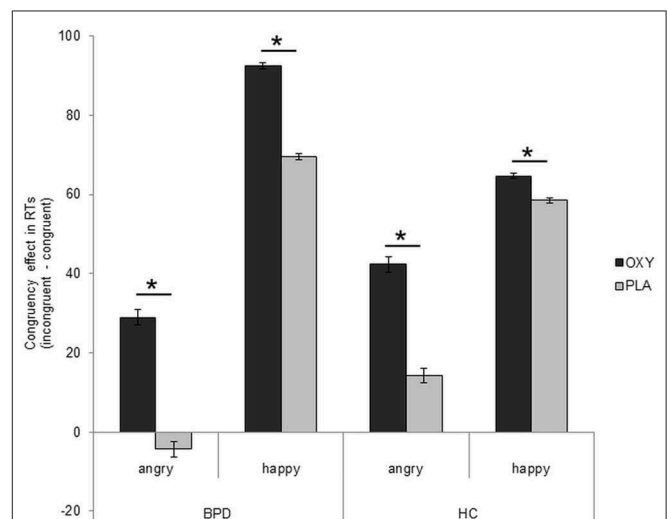 Congruency effect in RTs
(incongruent - congruent)
100
80
60
40
20
0
-20
*
*
*
*
OXY
PLA
angry
happy
angry
happy
BPD
HC